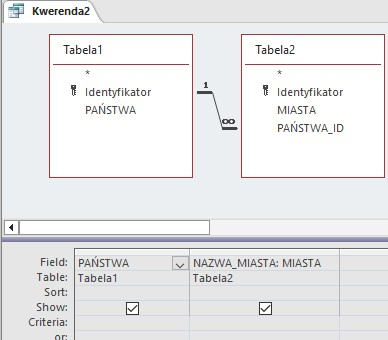 Kwerenda2
Tabela1
*
Identyfikator
PAŃSTWA
1
∞
Tabela2
*
Identyfikator
MIASTA
PAŃSTWA_ID
Field: PAŃSTWA NAZWA_MIASTA: MIASTA
Table: Tabela1 Tabela2
Sort:
Show:
Criteria:
or: